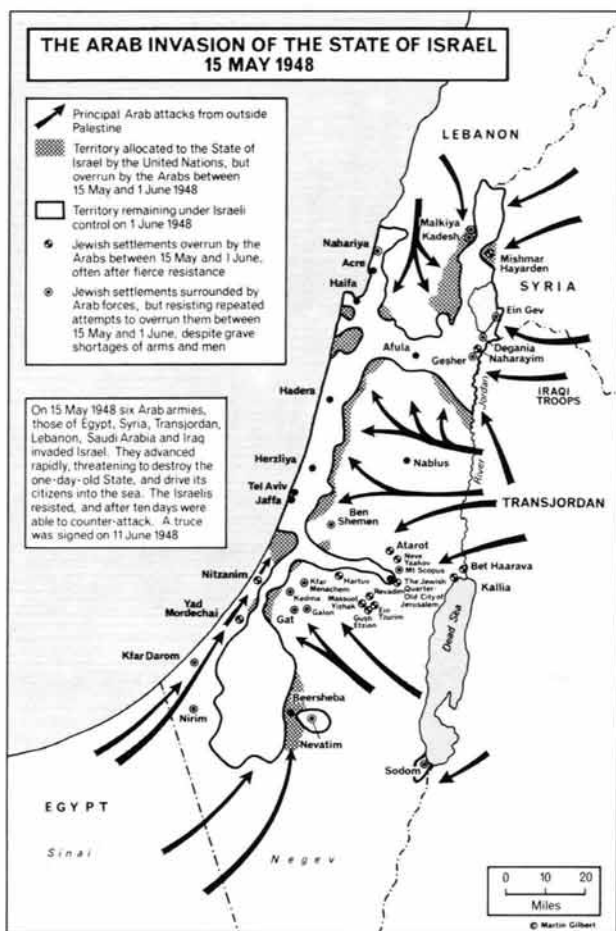 THE ARAB INVASION OF THE STATE OF ISRAEL
15 MAY 1948
Principal Arab attacks from outside
Palestine
Territory allocated to the State of
Israel by the United Nations, but
overrun by the Arabs between
15 May and 1 June 1948
Territory remaining under Israeli
control on 1 June 1948
Jewish settlements overrun by the
Arabs between 15 May and 1 June,
often after fierce resistance
Jewish settlements surrounded by
Arab forces, but resisting repeated
attempts to overrun them between
15 May and 1 June, despite grave
shortages of arms and men
On 15 May 1948 six Arab armies,
those of Egypt, Syria, Transjordan,
Lebanon, Saudi Arabia and Iraq
invaded Israel. They advanced
rapidly, threatening to destroy the
one-day-old State, and drive its
citizens into the sea. The Israelis
resisted, and after ten days were
able to counter-attack. A truce
was signed on 11 June 1948
LEBANON
Malkiya
Kadesh
Nahariya
Acre
Haifa
Mishmar
Hayarden
SYRIA
Ein Gev
Afula
Degania
Gesher
Naharayim
IRAQI
TROOPS
Jordan
River
Hadera
Nablus
Herzliya
Tel Aviv
Jaffa
Ben
Shemen
TRANSJORDAN
Atarot
Neve
Yaakov
Mt Scopus
The Jewish
Quarter-
Old City of
Jerusalem
Bet Haarava
Kallia
Nitzanim
Kfar
Menachem
Hartuv
Kedma
Massuot
Yizhak
Revadim
Ein
Tzurim
Gush
Etzion
Gat
Galon
Yad
Mordechai
Dead Sea
Kfar Darom
Nirim
Beersheba
Nevatim
Sodom
EGYPT
Sinai
Negev
0 10 20
Miles
© Martin Gilbert